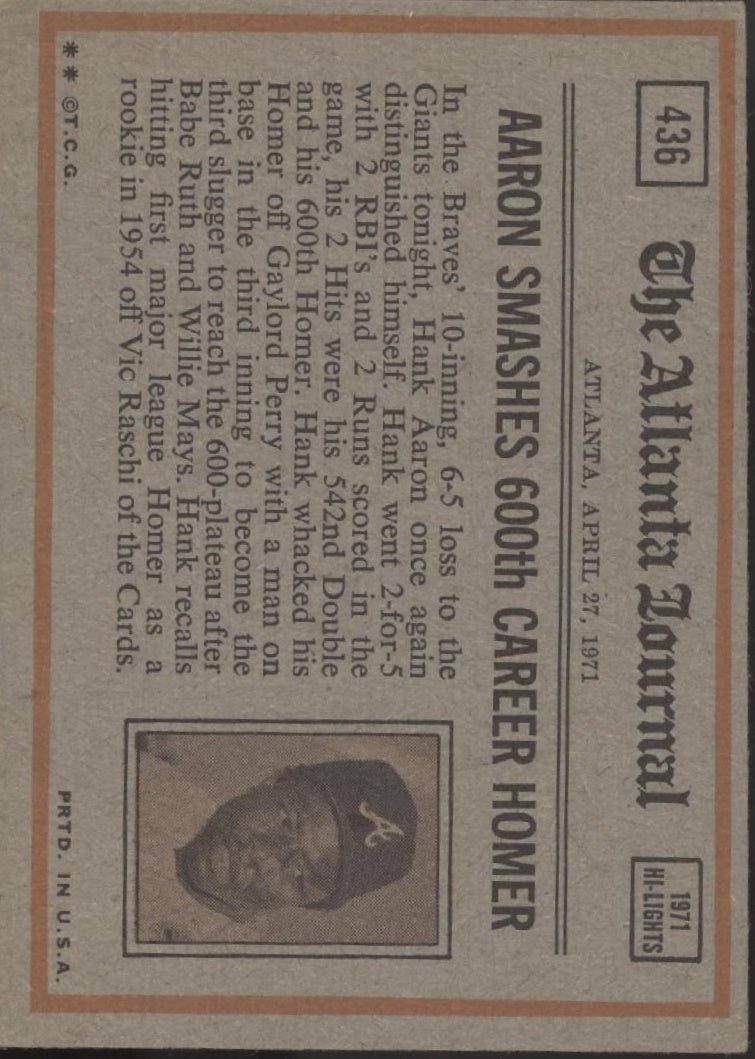 436
The Atlanta Journal
1971
HI-LIGHTS
ATLANTA, APRIL 27, 1971
AARON SMASHES 600th CAREER HOMER
In the Braves' 10-inning, 6-5 loss to the
Giants tonight, Hank Aaron once again
distinguished himself. Hank went 2-for-5
with 2 RBI's and 2 Runs scored in the
game, his 2 Hits were his 542nd Double
and his 600th Homer. Hank whacked his
Homer off Gaylord Perry with a man on
base in the third inning to become the
third slugger to reach the 600-plateau after
Babe Ruth and Willie Mays. Hank recalls
hitting first major league Homer as a
rookie in 1954 off Vic Raschi of the Cards.
A
** ©T.C.G.
PRTD. IN U.S.A.